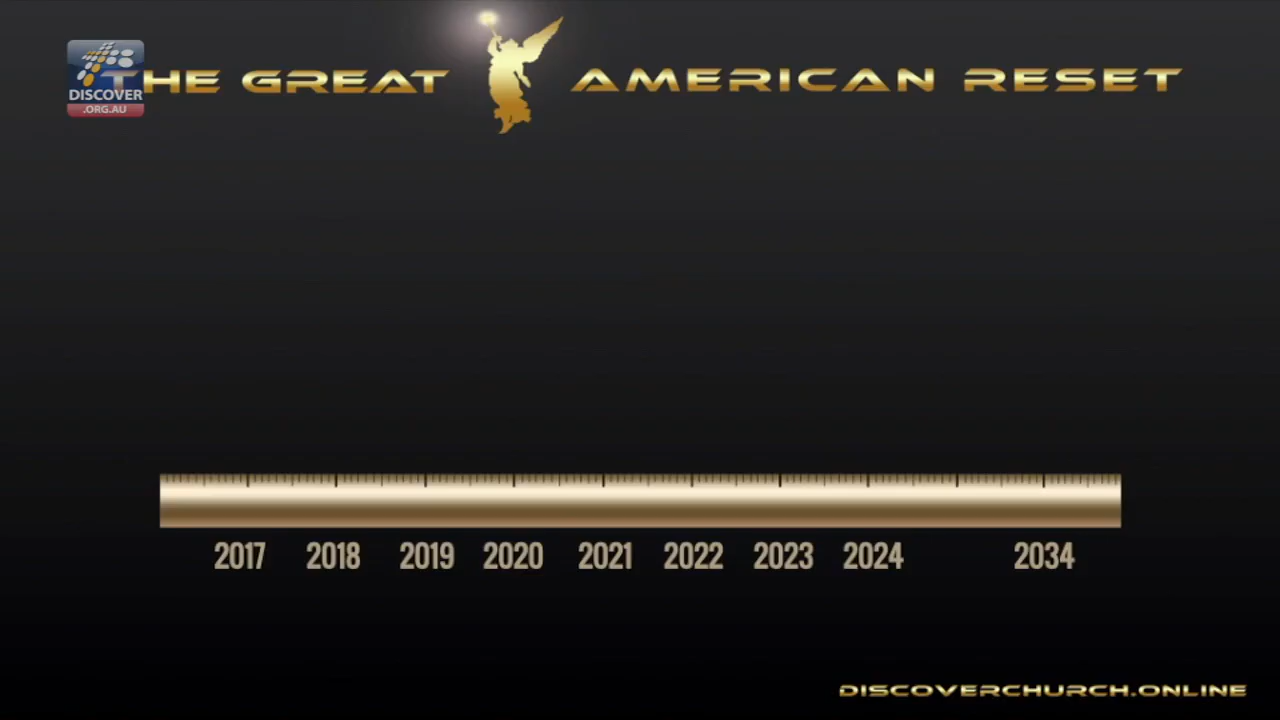 THE GREAT AMERICAN RESET
DISCOVER
.ORG.AU
2017 2018 2019 2020 2021 2022 2023 2024 2034
DISCOVERCHURCH.ONLINE